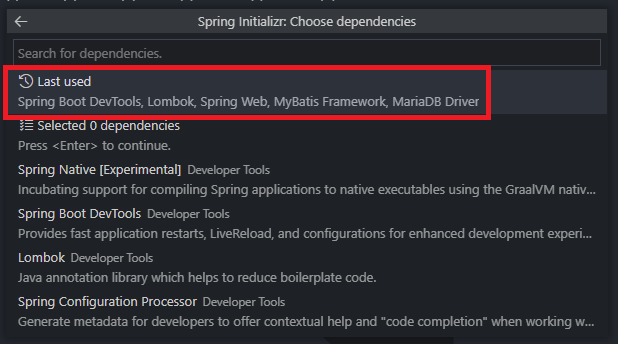 Spring Initializr: Choose dependencies
Search for dependencies.
Last used
Spring Boot DevTools, Lombok, Spring Web, MyBatis Framework, MariaDB Driver
Selected 0 dependencies
Press <Enter> to continue.
Spring Native [Experimental] Developer Tools
Incubating support for compiling Spring applications to native executables using the GraalVM nativ...
Spring Boot DevTools Developer Tools
Provides fast application restarts, LiveReload, and configurations for enhanced development experi...
Lombok Developer Tools
Java annotation library which helps to reduce boilerplate code.
Spring Configuration Processor Developer Tools
Generate metadata for developers to offer contextual help and "code completion" when working w...